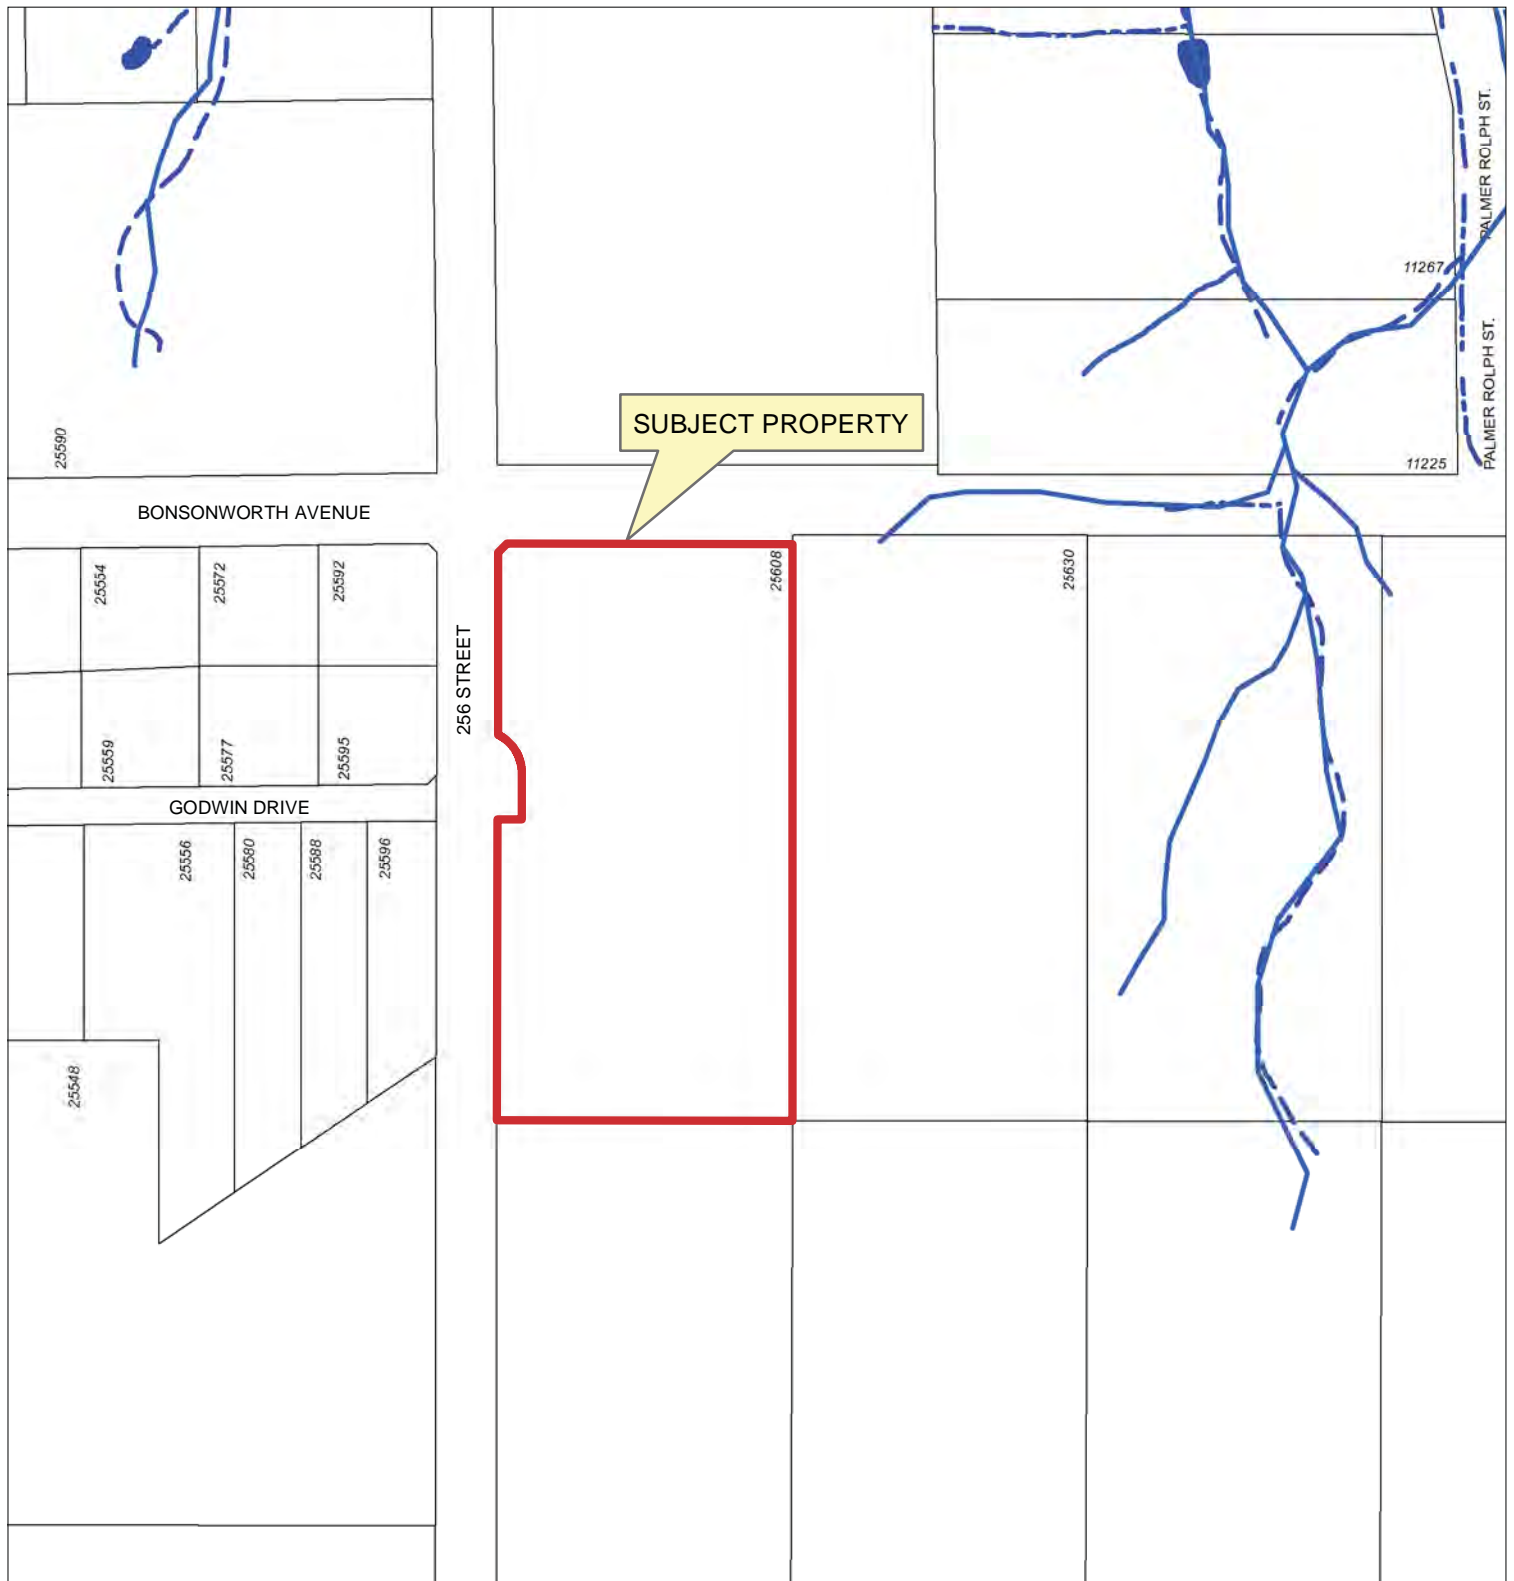 PALMER ROLPH ST.
11267
PALMER ROLPH ST.
SUBJECT PROPERTY
25590
11225
BONSONWORTH AVENUE
25554
25572
25592
25608
25630
256 STREET
25559
25577
25595
GODWIN DRIVE
25556
25580
25588
25596
25548